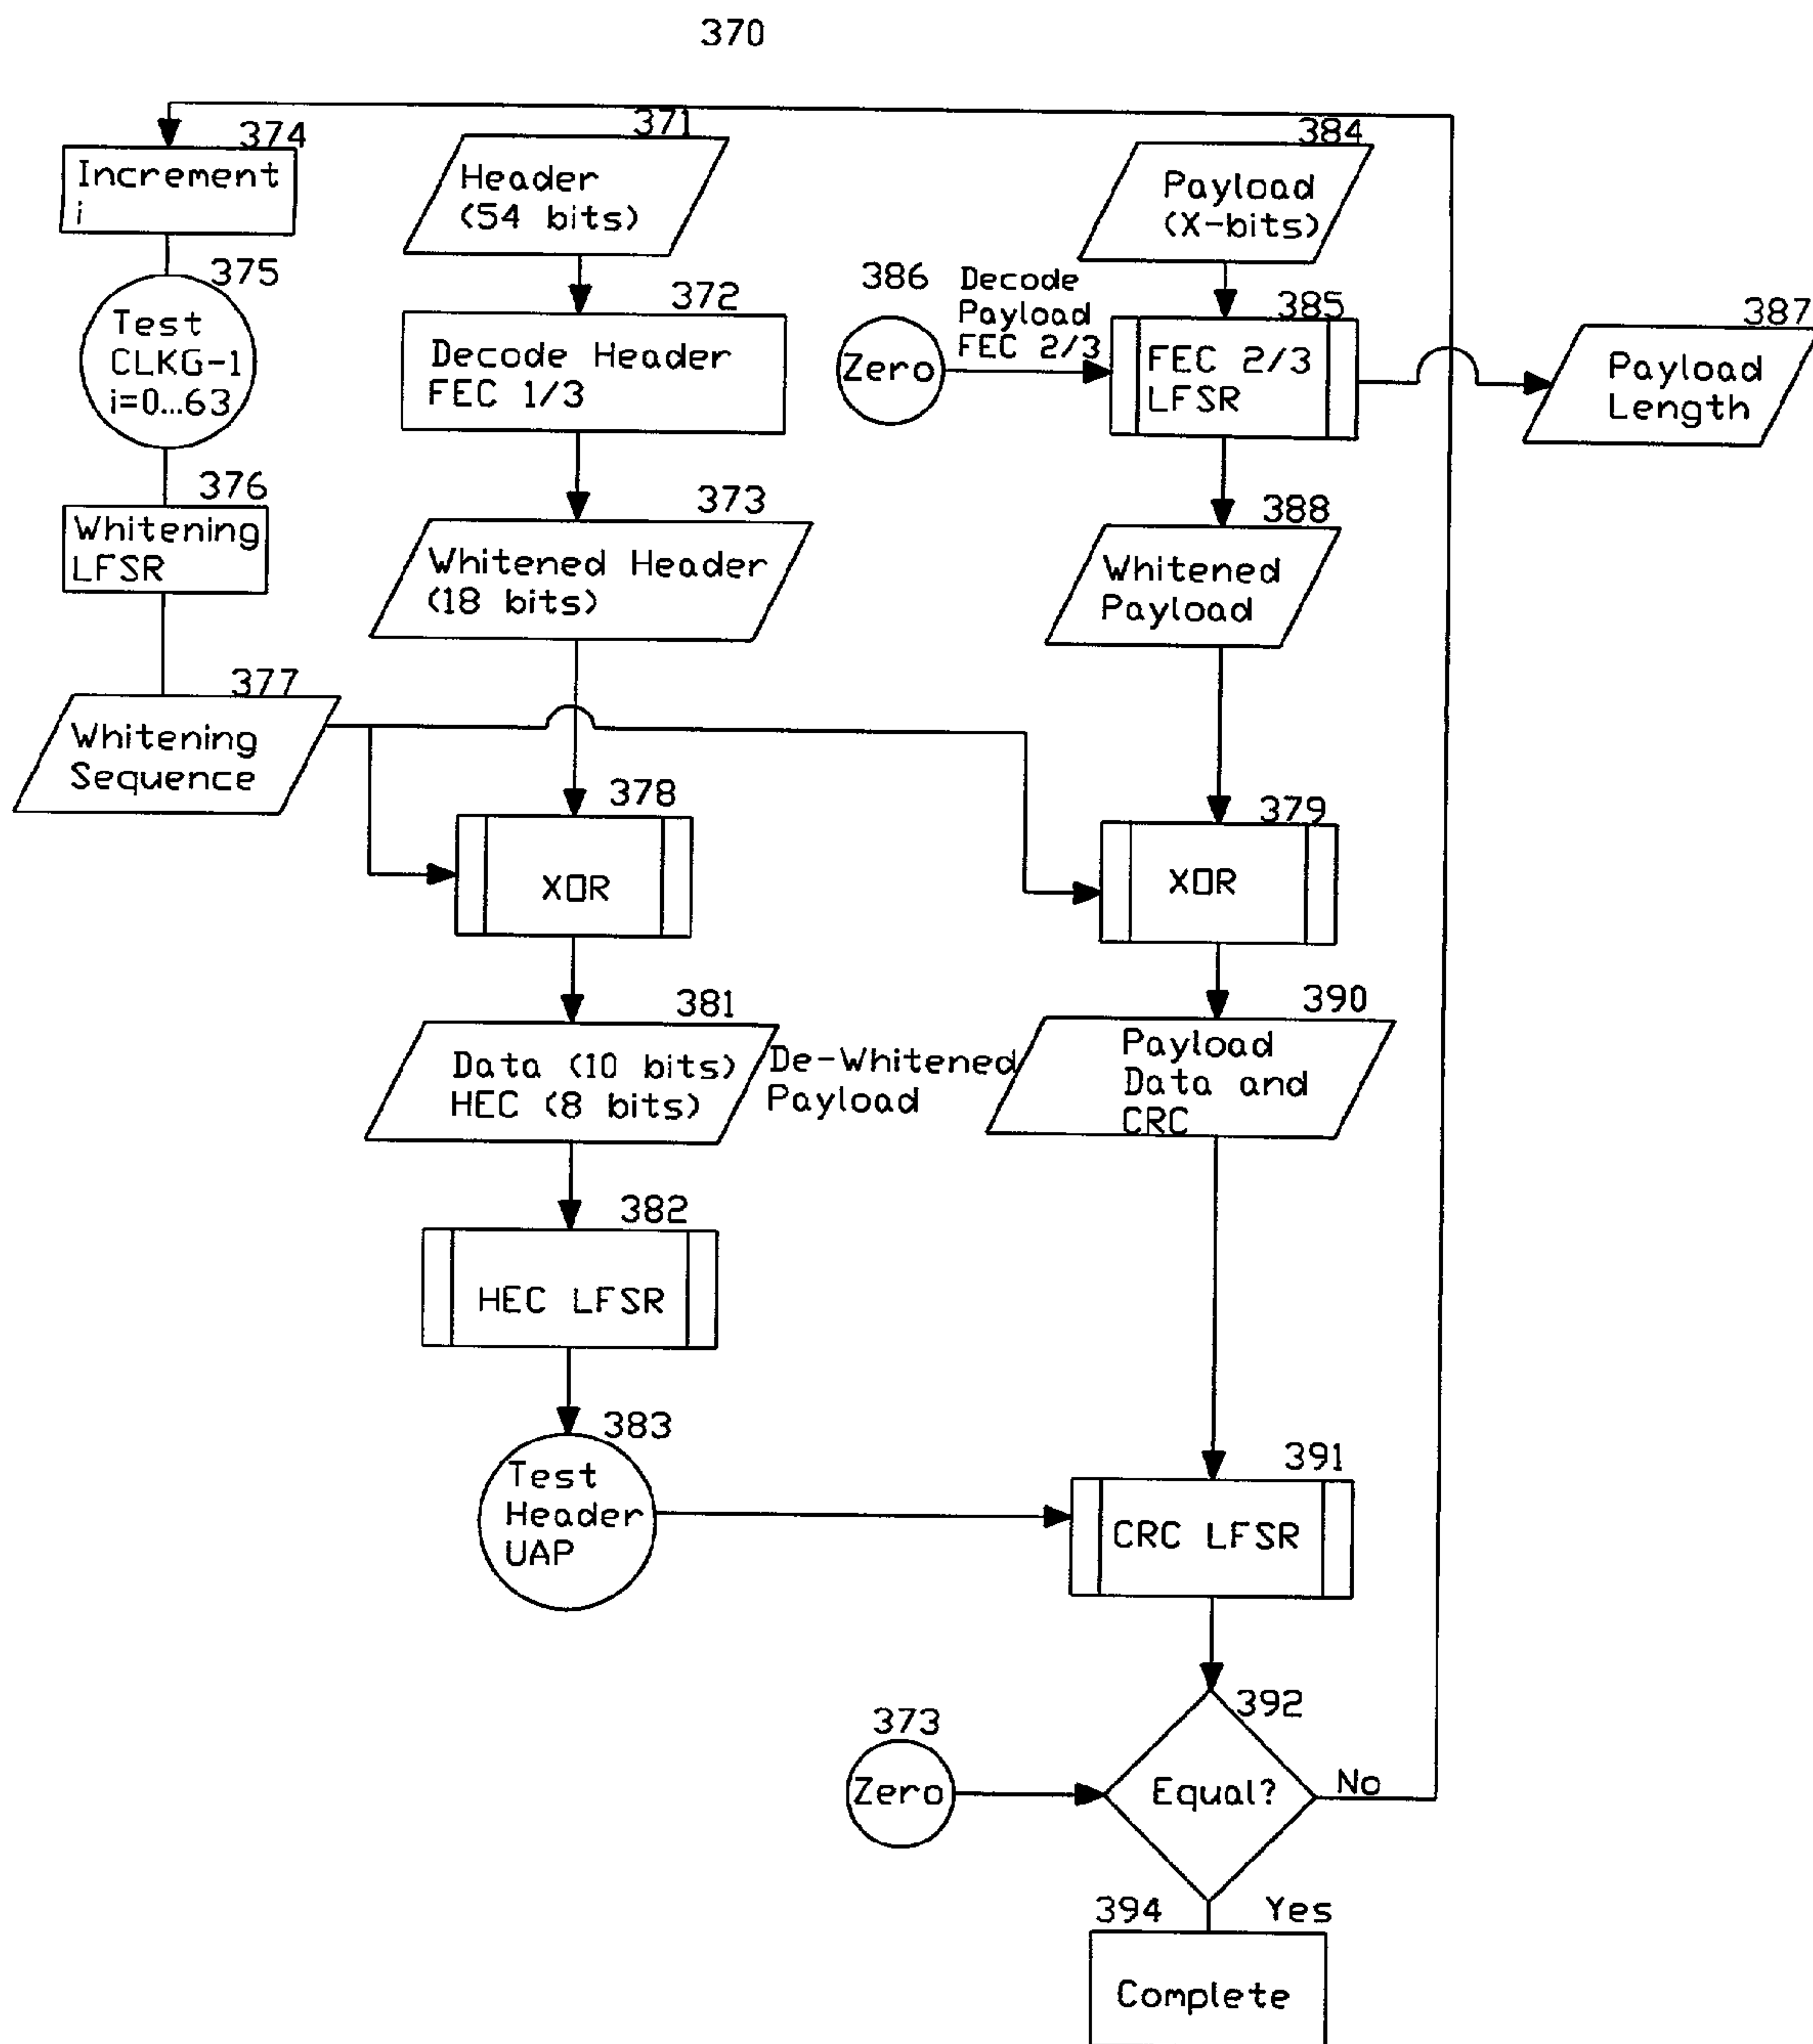 370
374
Increment
i
371
Header
(54 bits)
384
Payload
(X-bits)
375
Test
CLKG-1
i=0...63
372
Decode Header
FEC 1/3
386
Zero
Decode
Payload
FEC 2/3
385
FEC 2/3
LFSR
387
Payload
Length
376
Whitening
LFSR
373
Whitened Header
(18 bits)
388
Whitened
Payload
377
Whitening
Sequence
378
XOR
379
XOR
381
Data (10 bits)
HEC (8 bits)
De-Whitened
Payload
390
Payload
Data and
CRC
382
HEC LFSR
383
Test
Header
UAP
391
CRC LFSR
373
Zero
392
Equal?
No
394
Yes
Complete